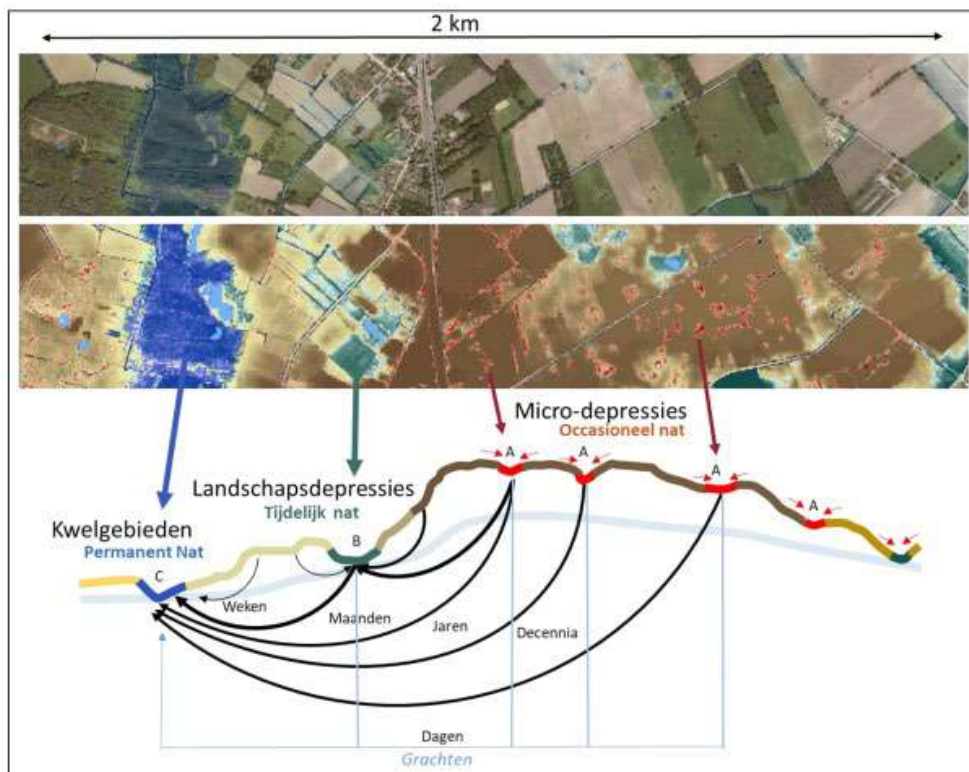 2 km
Micro-depressies
Occasioneel nat
A
A
A
A
Landschapsdepressies
Tijdelijk nat
B
Kwelgebieden
Permanent Nat
C
Weken
Maanden
Jaren
Decennia
Dagen
Grachten